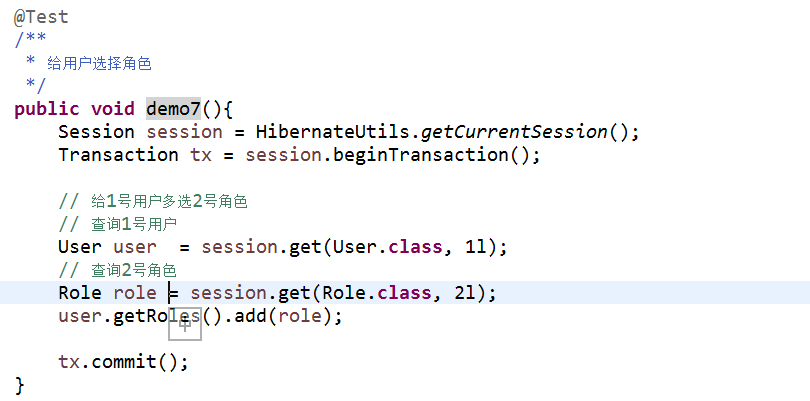 @Test
/**
 * 给用户选择角色
 */
public void demo7(){
    Session session = HibernateUtils.getCurrentSession();
    Transaction tx = session.beginTransaction();
    // 给1号用户多选2号角色
    // 查询1号用户
    User user  = session.get(User.class, 1l);
    // 查询2号角色
    Role role = session.get(Role.class, 2l);
    user.getRoles().add(role);
    tx.commit();
}